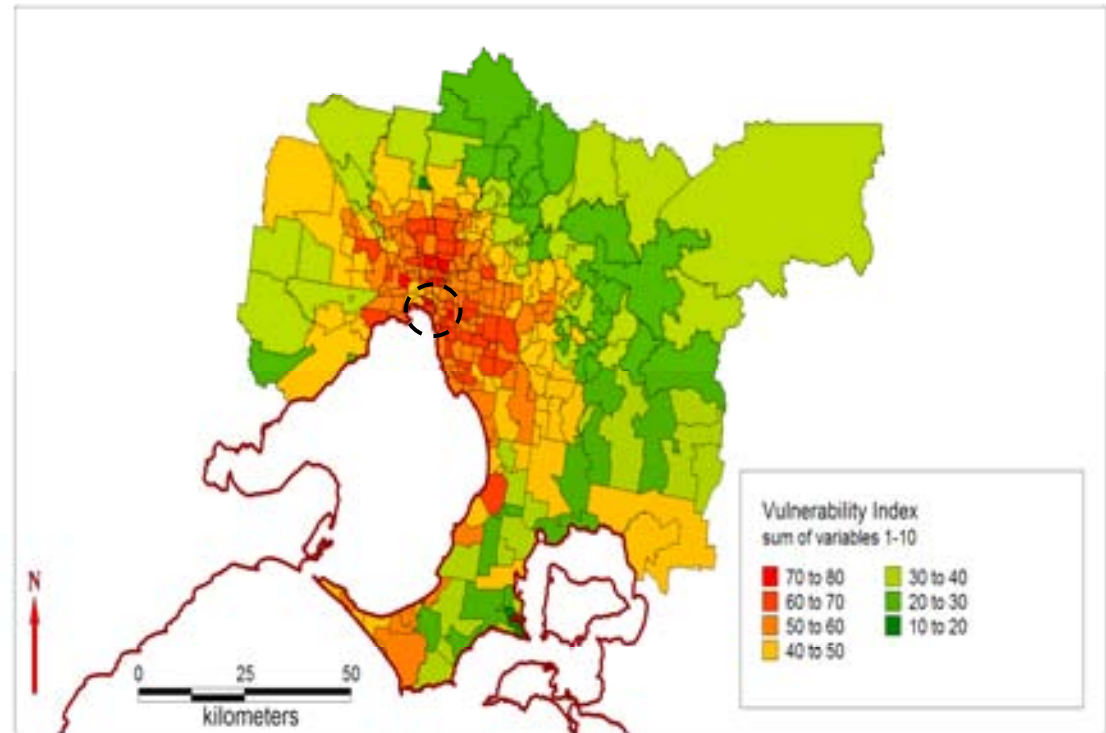 Vulnerability Index
sum of variables 1-10
70 to 80
60 to 70
50 to 60
40 to 50
30 to 40
20 to 30
10 to 20
N
0 25 50
kilometers